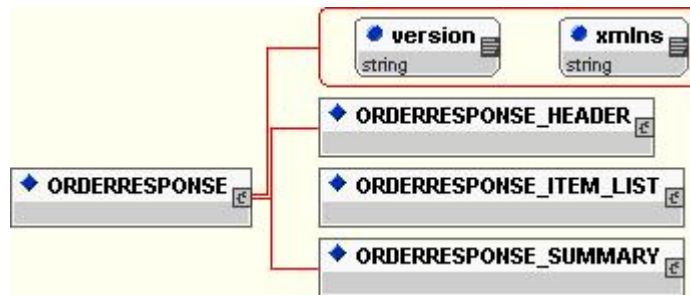 version
string
xmlns
string
ORDERRESPONSE_HEADER
ORDERRESPONSE
ORDERRESPONSE_ITEM_LIST
ORDERRESPONSE_SUMMARY